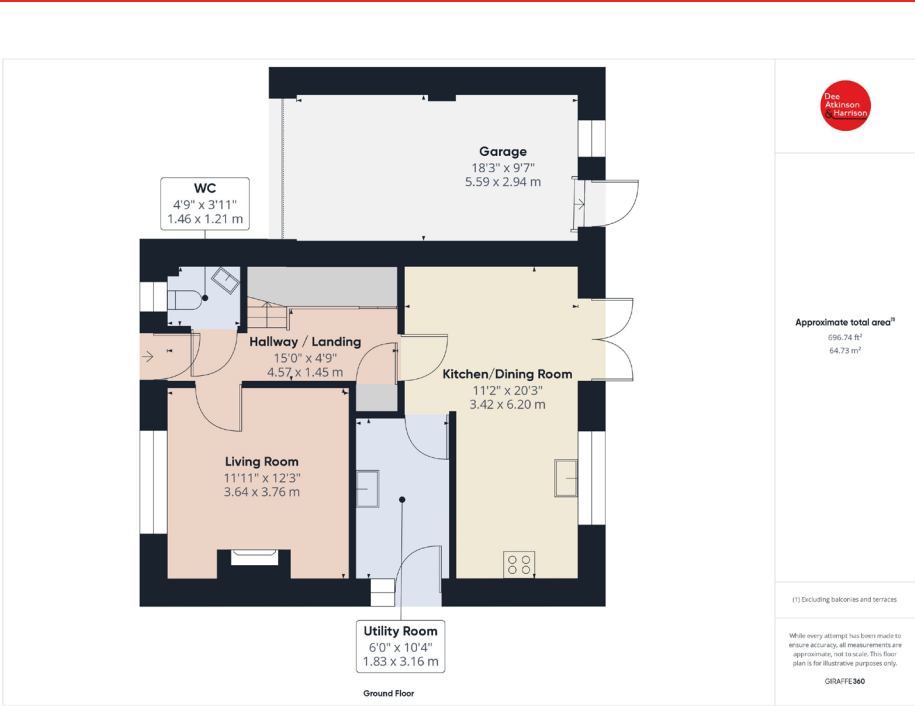 Dee
Atkinson
& Harrison
Garage
18'3" x 9'7"
5.59 x 2.94 m
WC
4'9" x 3'11"
1.46 x 1.21 m
Hallway / Landing
15'0" x 4'9"
4.57 x 1.45 m
Kitchen/Dining Room
11'2" x 20'3"
3.42 x 6.20 m
Living Room
11'11" x 12'3"
3.64 x 3.76 m
Utility Room
6'0" x 10'4"
1.83 x 3.16 m
Ground Floor
Approximate total area(1)
696.74 ft²
64.73 m²
(1) Excluding balconies and terraces
While every attempt has been made to
ensure accuracy, all measurements are
approximate, not to scale. This floor
plan is for illustrative purposes only.
GIRAFFE360